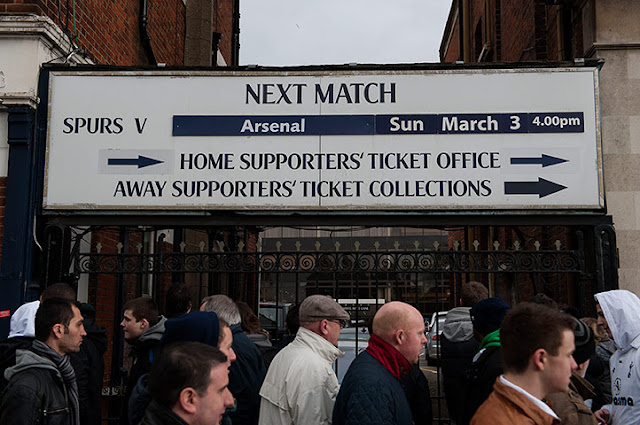 NEXT MATCH
SPURS V Arsenal Sun March 3 4.00pm
HOME SUPPORTERS' TICKET OFFICE
AWAY SUPPORTERS' TICKET COLLECTIONS